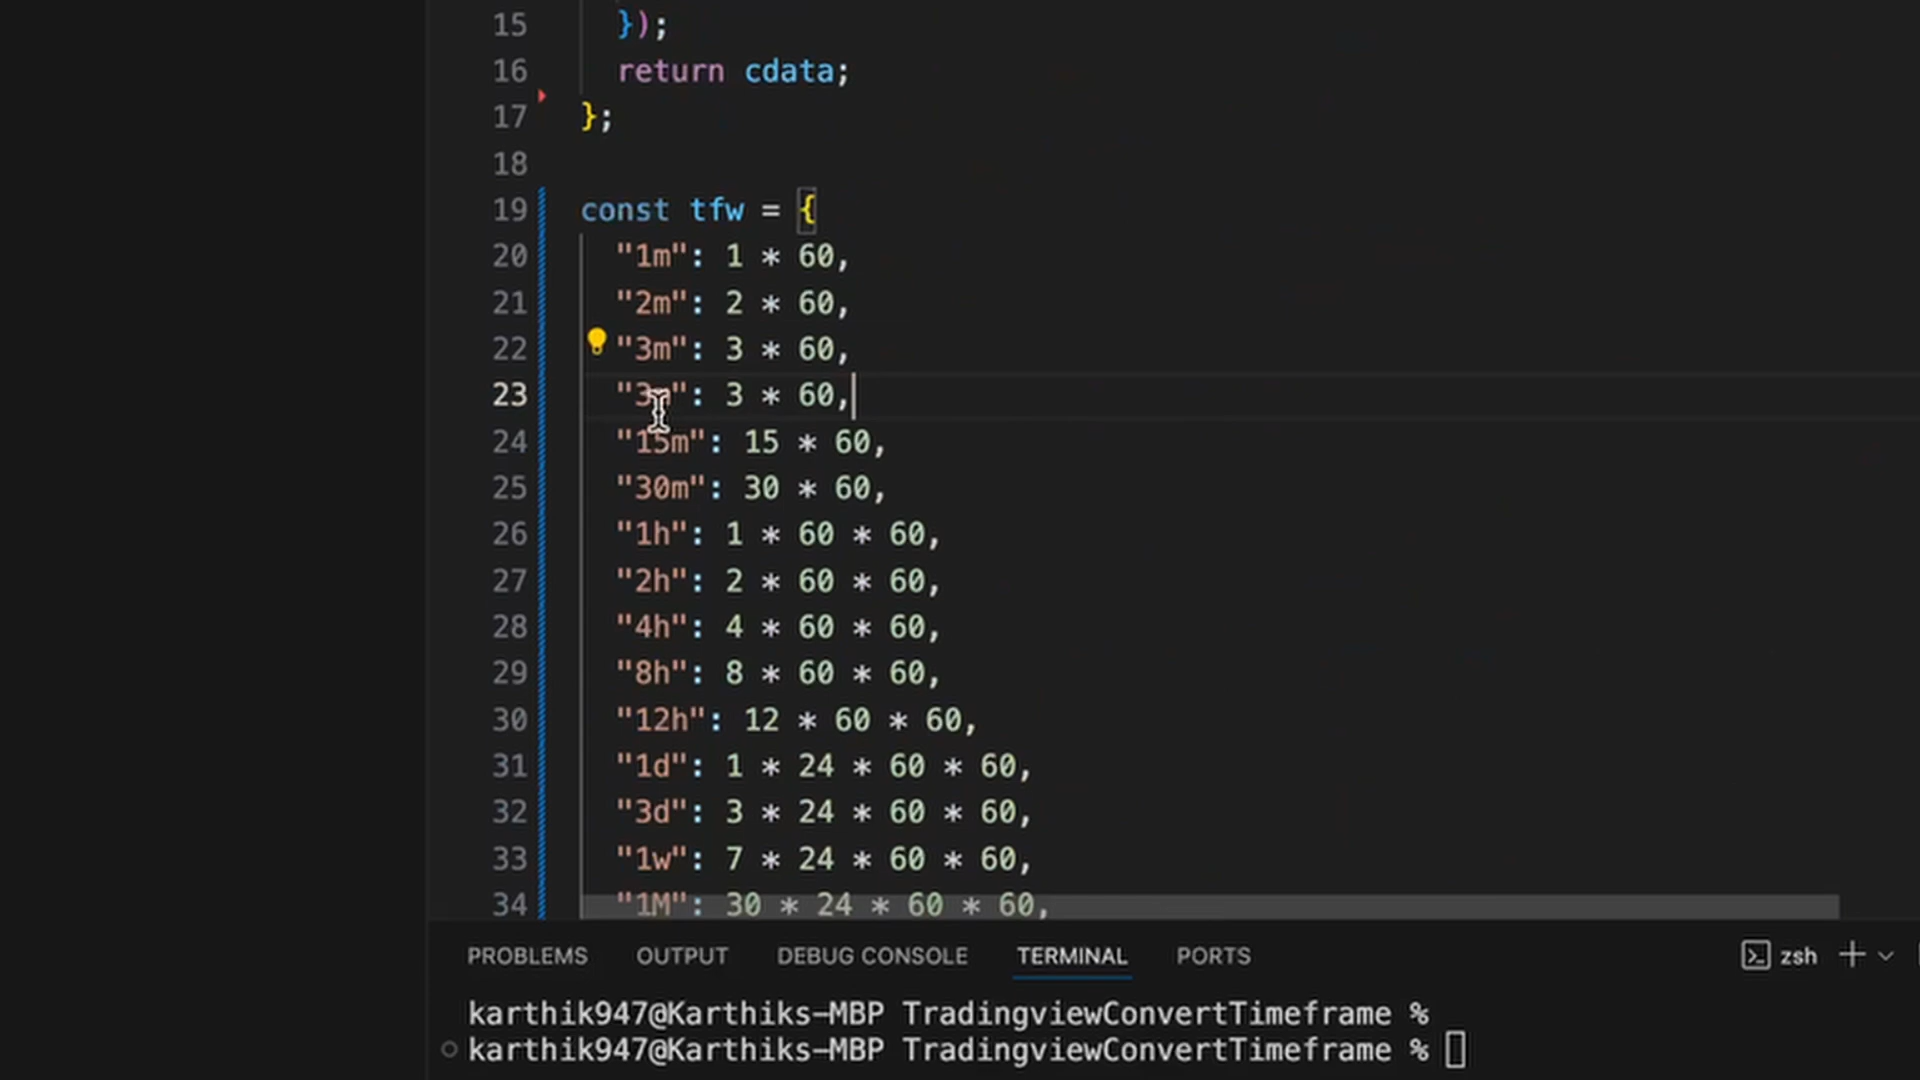 15 });
16 return cdata;
17 };
18
19 const tfw = {
20 "1m": 1 * 60,
21 "2m": 2 * 60,
22 "3m": 3 * 60,
23 "3m": 3 * 60,
24 "15m": 15 * 60,
25 "30m": 30 * 60,
26 "1h": 1 * 60 * 60,
27 "2h": 2 * 60 * 60,
28 "4h": 4 * 60 * 60,
29 "8h": 8 * 60 * 60,
30 "12h": 12 * 60 * 60,
31 "1d": 1 * 24 * 60 * 60,
32 "3d": 3 * 24 * 60 * 60,
33 "1w": 7 * 24 * 60 * 60,
34 "1M": 30 * 24 * 60 * 60,
PROBLEMS OUTPUT DEBUG CONSOLE TERMINAL PORTS zsh
karthik947@Karthiks-MBP TradingviewConvertTimeframe %
karthik947@Karthiks-MBP TradingviewConvertTimeframe %